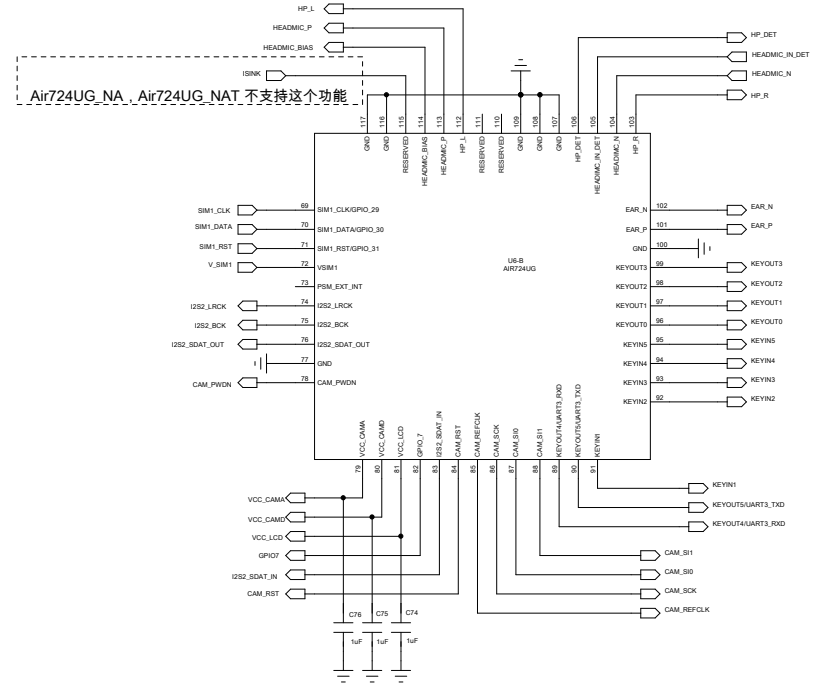 HP_L
HEADMIC_P
HEADMIC_BIAS
ISINK
Air724UG_NA，Air724UG_NAT 不支持这个功能
HP_DET
HEADMIC_IN_DET
HEADMIC_N
HP_R
117
116
115
114
113
112
111
110
109
108
107
106
105
104
103
GND
GND
RESERVED
HEADMIC_BIAS
HEADMIC_P
HP_L
RESERVED
RESERVED
GND
GND
GND
HP_DET
HEADIMC_IN_DET
HEADIMC_N
HP_R
SIM1_CLK 69 SIM1_CLK/GPIO_29
SIM1_DATA 70 SIM1_DATA/GPIO_30
SIM1_RST 71 SIM1_RST/GPIO_31
V_SIM1 72 VSIM1
73 PSM_EXT_INT
I2S2_LRCK 74 I2S2_LRCK
I2S2_BCK 75 I2S2_BCK
I2S2_SDAT_OUT 76 I2S2_SDAT_OUT
77 GND
CAM_PWDN 78 CAM_PWDN
U6-B
AIR724UG
EAR_N 102 EAR_N
EAR_P 101 EAR_P
GND 100
KEYOUT3 99 KEYOUT3
KEYOUT2 98 KEYOUT2
KEYOUT1 97 KEYOUT1
KEYOUT0 96 KEYOUT0
KEYIN5 95 KEYIN5
KEYIN4 94 KEYIN4
KEYIN3 93 KEYIN3
KEYIN2 92 KEYIN2
VCC_CAMA
VCC_CAMD
VCC_LCD
GPIO_7
I2S2_SDAT_IN
CAM_RST
CAM_REFCLK
CAM_SCK
CAM_SI0
CAM_SI1
KEYOUT4/UART3_RXD
KEYOUT5/UART3_TXD
KEYIN1
79
80
81
82
83
84
85
86
87
88
89
90
91
VCC_CAMA
VCC_CAMD
VCC_LCD
GPIO7
I2S2_SDAT_IN
CAM_RST
KEYIN1
KEYOUT5/UART3_TXD
KEYOUT4/UART3_RXD
CAM_SI1
CAM_SI0
CAM_SCK
CAM_REFCLK
C76 C75 C74
1uF 1uF 1uF